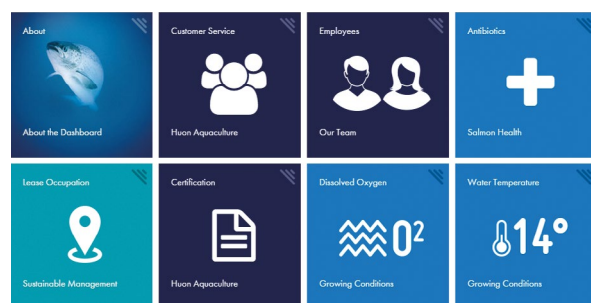 About
Customer Service
Employees
Antibiotics
About the Dashboard
Huon Aquaculture
Our Team
Salmon Health
Lease Occupation
Certification
Dissolved Oxygen
Water Temperature
0²
14°
Sustainable Management
Huon Aquaculture
Growing Conditions
Growing Conditions